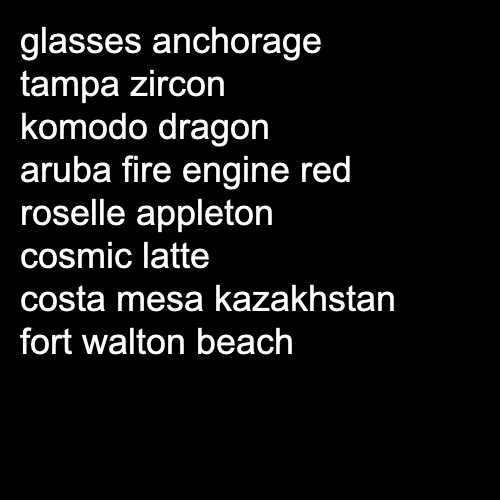 glasses anchorage
tampa zircon
komodo dragon
aruba fire engine red
roselle appleton
cosmic latte
costa mesa kazakhstan
fort walton beach